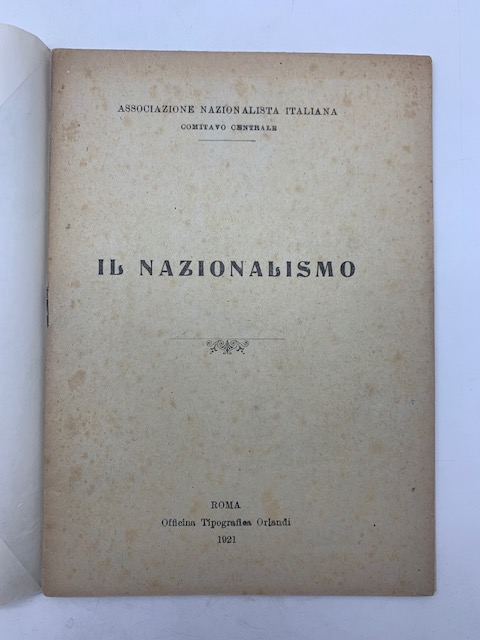 ASSOCIAZIONE NAZIONALISTA ITALIANA
COMITAVO CENTRALE
IL NAZIONALISMO
ROMA
Officina Tipografica Orlandi
1921